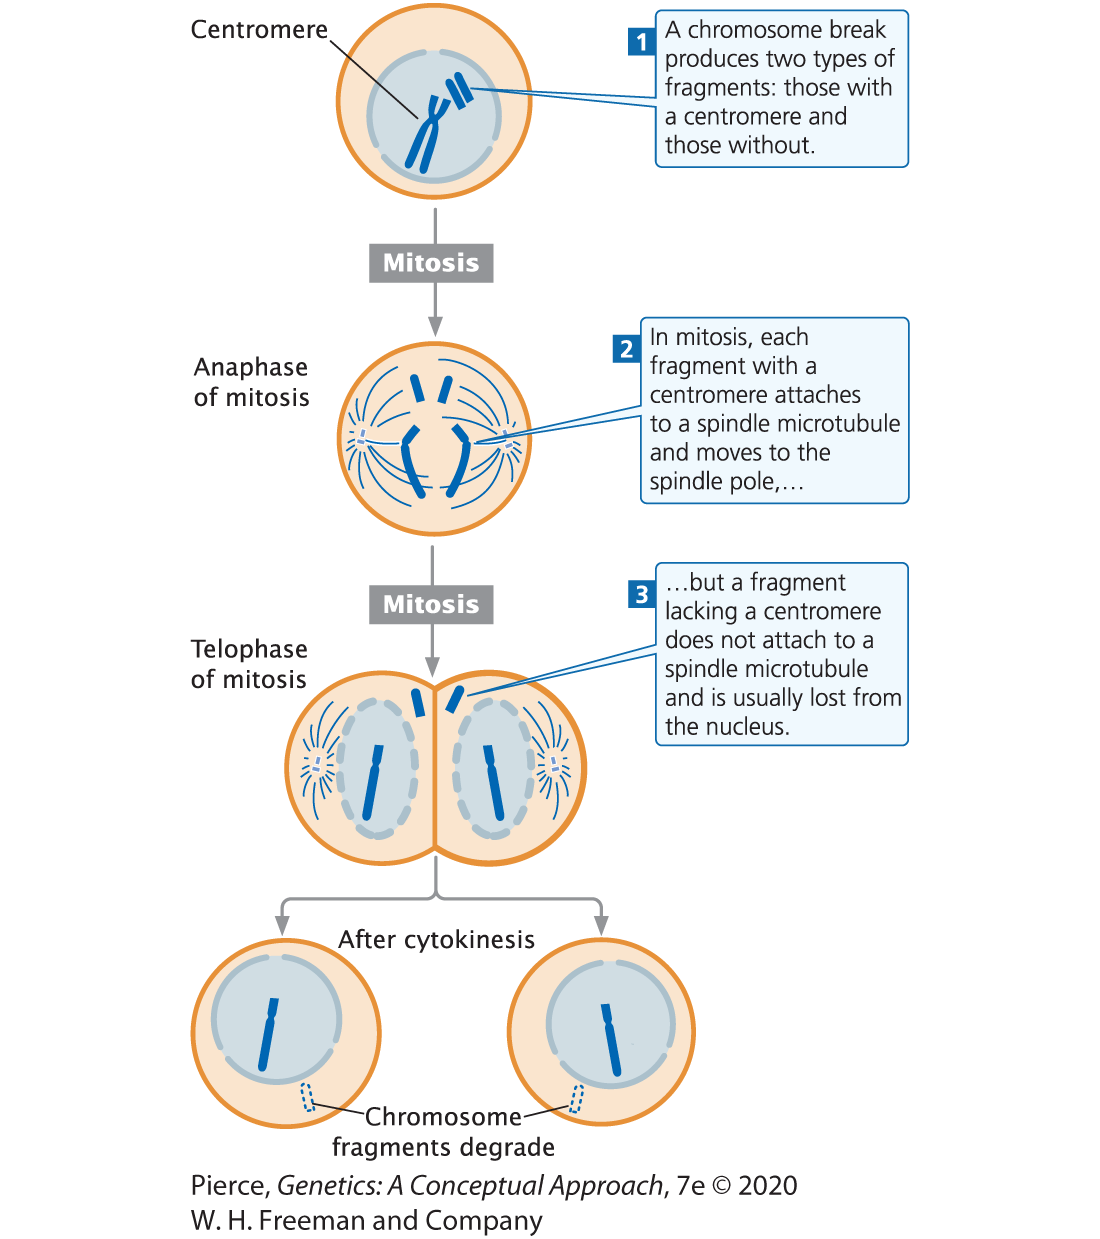 Centromere
1
A chromosome break
produces two types of
fragments: those with
a centromere and
those without.
Mitosis
Anaphase
of mitosis
2
In mitosis, each
fragment with a
centromere attaches
to a spindle microtubule
and moves to the
spindle pole,…
Mitosis
Telophase
of mitosis
3
…but a fragment
lacking a centromere
does not attach to a
spindle microtubule
and is usually lost from
the nucleus.
After cytokinesis
Chromosome
fragments degrade
Pierce, Genetics: A Conceptual Approach, 7e © 2020
W. H. Freeman and Company